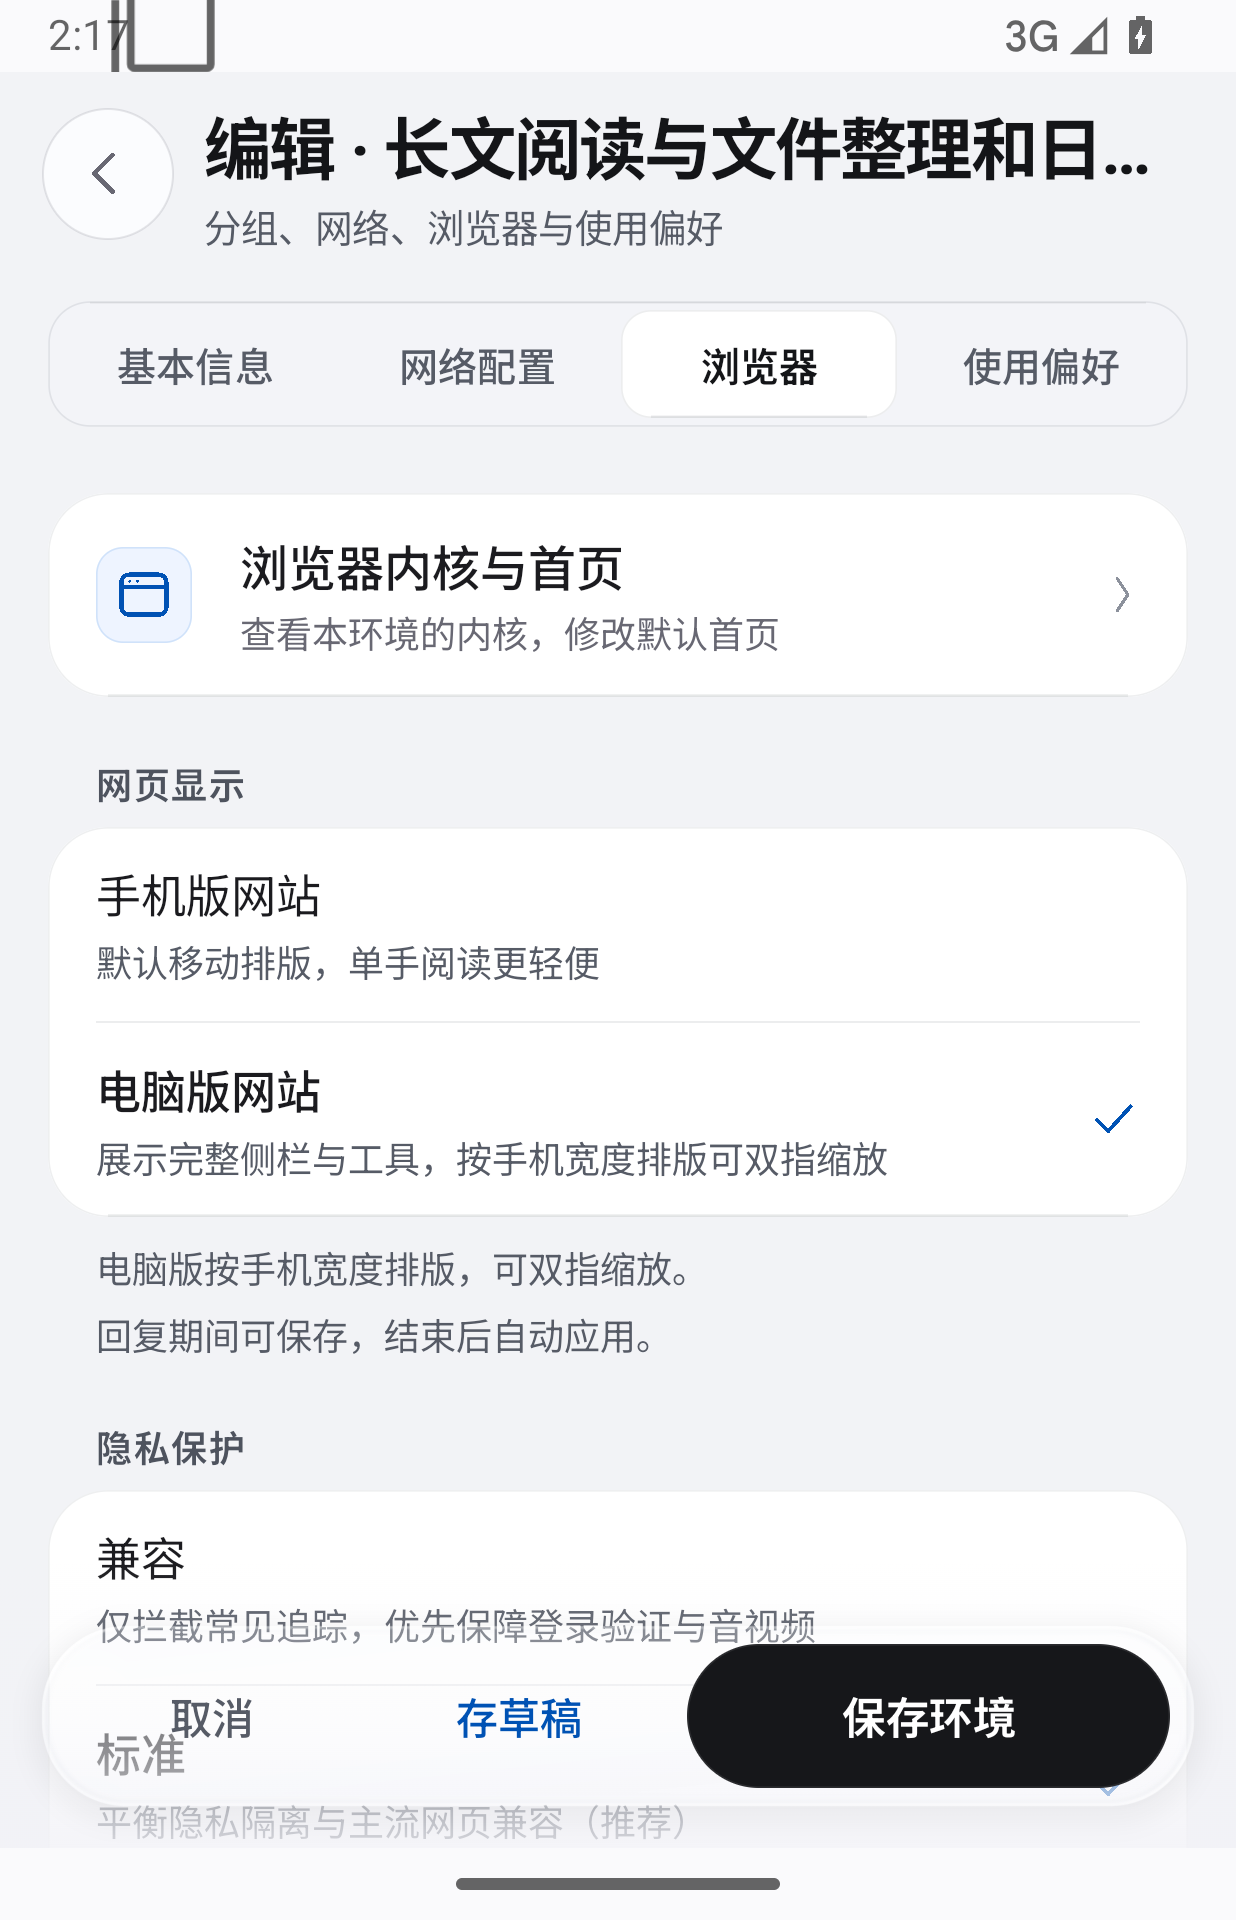 2:17
3G
编辑 · 长文阅读与文件整理和日...
分组、网络、浏览器与使用偏好
基本信息
网络配置
浏览器
使用偏好
浏览器内核与首页
查看本环境的内核，修改默认首页
网页显示
手机版网站
默认移动排版，单手阅读更轻便
电脑版网站
展示完整侧栏与工具，按手机宽度排版可双指缩放
电脑版按手机宽度排版，可双指缩放。
回复期间可保存，结束后自动应用。
隐私保护
兼容
仅拦截常见追踪，优先保障登录验证与音视频
取消
存草稿
保存环境
标准
平衡隐私隔离与主流网页兼容（推荐）